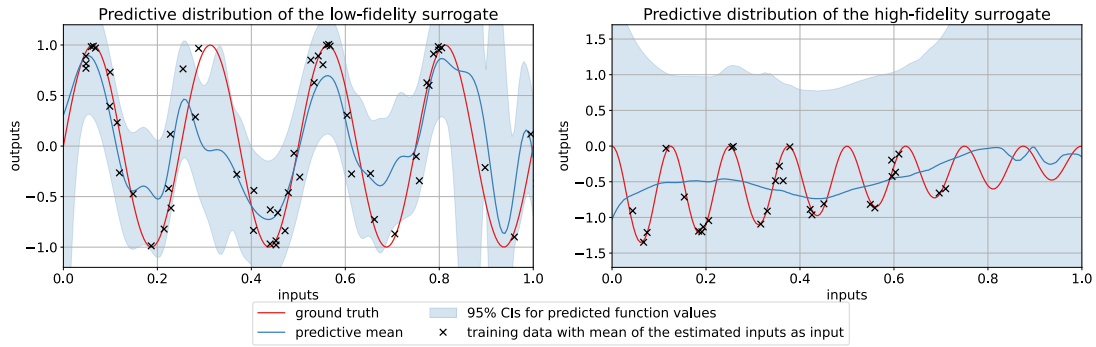 Predictive distribution of the low-fidelity surrogate
Predictive distribution of the high-fidelity surrogate
outputs
1.0
0.5
0.0
−0.5
−1.0
0.0
0.2
0.4
0.6
0.8
1.0
inputs
outputs
1.5
1.0
0.5
0.0
−0.5
−1.0
−1.5
0.0
0.2
0.4
0.6
0.8
1.0
inputs
ground truth
predictive mean
95% CIs for predicted function values
training data with mean of the estimated inputs as input